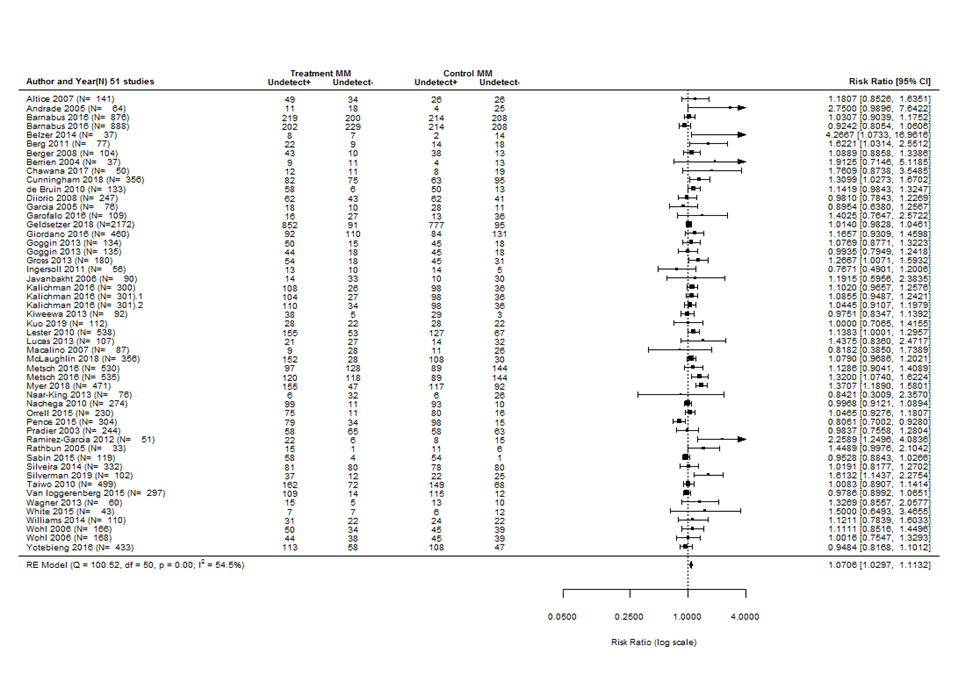 Treatment MM Control MM
Author and Year(N) 51 studies Undetect+ Undetect- Undetect+ Undetect- Risk Ratio [95% CI]
Altice 2007 (N= 141) 49 34 26 26 1.1807 [0.8526, 1.6351]
Andrade 2005 (N= 64) 11 18 4 25 2.7500 [0.9896, 7.6422]
Barnabus 2016 (N= 876) 219 200 214 208 1.0307 [0.9039, 1.1752]
Barnabus 2016 (N= 888) 202 229 214 208 0.9242 [0.8054, 1.0606]
Belzer 2014 (N= 37) 8 7 2 14 4.2667 [1.0733, 16.9616]
Berg 2011 (N= 77) 22 9 14 18 1.6221 [1.0314, 2.5512]
Berger 2008 (N= 104) 43 10 38 13 1.0889 [0.8858, 1.3386]
Berrien 2004 (N= 37) 9 11 4 13 1.9125 [0.7146, 5.1185]
Chawana 2017 (N= 50) 12 11 8 19 1.7609 [0.8738, 3.5485]
Cunningham 2018 (N= 356) 82 75 63 95 1.3099 [1.0273, 1.6702]
de Bruin 2010 (N= 133) 58 6 50 13 1.1419 [0.9843, 1.3247]
Diiorio 2008 (N= 247) 62 43 62 41 0.9810 [0.7843, 1.2269]
Garcia 2005 (N= 76) 18 10 28 11 0.8954 [0.6380, 1.2567]
Garofalo 2016 (N= 109) 16 27 13 36 1.4025 [0.7647, 2.5722]
Geldsetzer 2018 (N=2172) 852 91 777 95 1.0140 [0.9828, 1.0461]
Giordano 2016 (N= 460) 92 110 84 131 1.1657 [0.9309, 1.4598]
Goggin 2013 (N= 134) 50 15 45 18 1.0769 [0.8771, 1.3223]
Goggin 2013 (N= 135) 44 18 45 18 0.9935 [0.7949, 1.2418]
Gross 2013 (N= 180) 54 18 45 31 1.2667 [1.0071, 1.5932]
Ingersoll 2011 (N= 56) 13 10 14 5 0.7671 [0.4901, 1.2006]
Javanbakht 2006 (N= 90) 14 33 10 30 1.1915 [0.5956, 2.3835]
Kalichman 2016 (N= 300) 108 26 98 36 1.1020 [0.9657, 1.2576]
Kalichman 2016 (N= 301).1 104 27 98 36 1.0855 [0.9487, 1.2421]
Kalichman 2016 (N= 301).2 110 34 98 36 1.0445 [0.9107, 1.1979]
Kiweewa 2013 (N= 92) 38 5 29 3 0.9751 [0.8347, 1.1392]
Kuo 2019 (N= 112) 28 22 28 22 1.0000 [0.7065, 1.4155]
Lester 2010 (N= 538) 155 53 127 67 1.1383 [1.0001, 1.2957]
Lucas 2013 (N= 107) 21 27 14 32 1.4375 [0.8360, 2.4717]
Macalino 2007 (N= 87) 9 28 11 26 0.8182 [0.3850, 1.7389]
McLaughlin 2018 (N= 356) 152 28 108 30 1.0790 [0.9686, 1.2021]
Metsch 2016 (N= 530) 97 128 89 144 1.1286 [0.9041, 1.4089]
Metsch 2016 (N= 535) 120 118 89 144 1.3200 [1.0740, 1.6224]
Myer 2018 (N= 471) 155 47 117 92 1.3707 [1.1890, 1.5801]
Naar-King 2013 (N= 76) 6 32 6 26 0.8421 [0.3009, 2.3570]
Nachega 2010 (N= 274) 99 11 93 10 0.9968 [0.9121, 1.0894]
Orrell 2015 (N= 230) 75 11 80 16 1.0465 [0.9276, 1.1807]
Pence 2015 (N= 304) 79 34 98 15 0.8061 [0.7002, 0.9280]
Pradier 2003 (N= 244) 58 65 58 63 0.9837 [0.7558, 1.2804]
Ramirez-Garcia 2012 (N= 51) 22 6 8 15 2.2589 [1.2496, 4.0836]
Rathbun 2005 (N= 33) 15 1 11 6 1.4489 [0.9976, 2.1042]
Sabin 2015 (N= 119) 58 4 54 1 0.9528 [0.8843, 1.0266]
Silveira 2014 (N= 332) 81 80 78 80 1.0191 [0.8177, 1.2702]
Silverman 2019 (N= 102) 37 12 22 25 1.6132 [1.1437, 2.2754]
Taiwo 2010 (N= 499) 162 72 149 68 1.0083 [0.8907, 1.1414]
Van loggerenberg 2015 (N= 297) 109 14 115 12 0.9786 [0.8992, 1.0651]
Wagner 2013 (N= 60) 15 5 13 10 1.3269 [0.8557, 2.0577]
White 2015 (N= 43) 7 7 6 12 1.5000 [0.6493, 3.4655]
Williams 2014 (N= 110) 31 22 24 22 1.1211 [0.7839, 1.6033]
Wohl 2006 (N= 166) 50 34 45 39 1.1111 [0.8516, 1.4496]
Wohl 2006 (N= 168) 44 38 45 39 1.0016 [0.7547, 1.3293]
Yotebieng 2016 (N= 433) 113 58 108 47 0.9484 [0.8168, 1.1012]
RE Model (Q = 100.52, df = 50, p = 0.00; I² = 54.5%) 1.0706 [1.0297, 1.1132]
0.0500 0.2500 1.0000 4.0000
Risk Ratio (log scale)